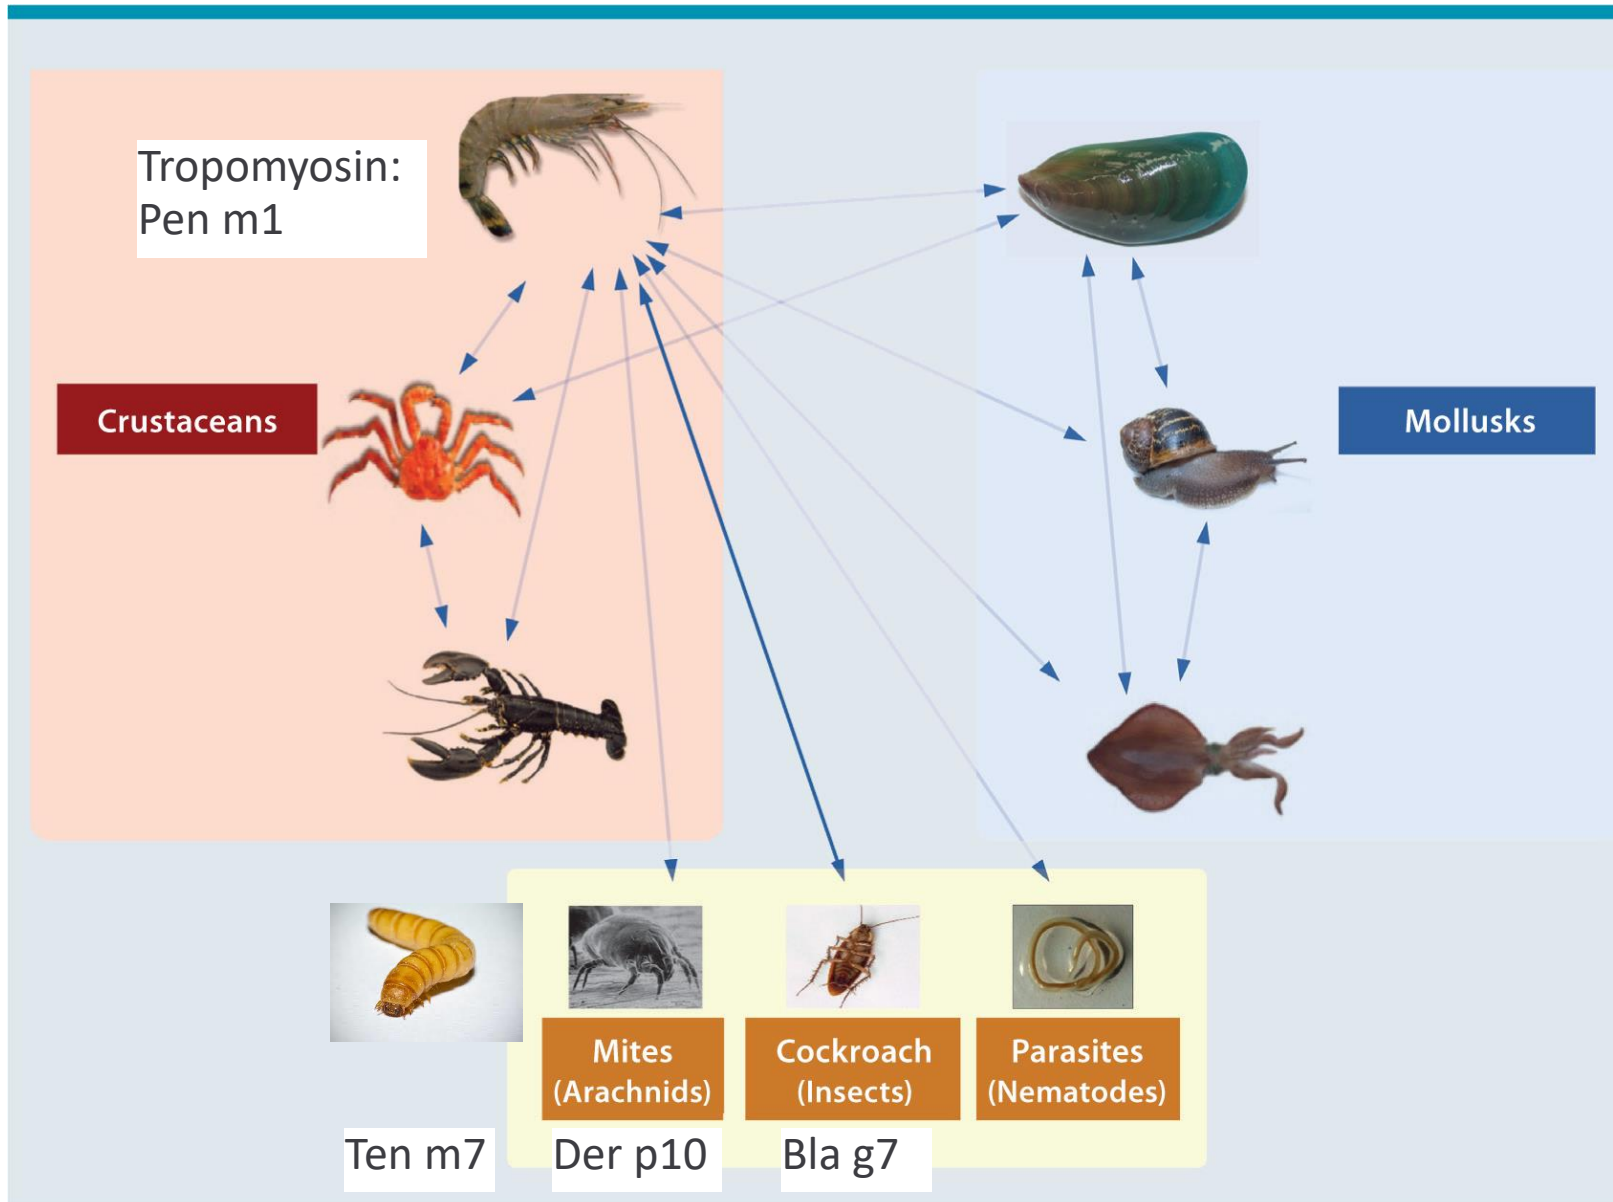 Tropomyosin:
Pen m1
Crustaceans
Mollusks
Mites
(Arachnids)
Cockroach
(Insects)
Parasites
(Nematodes)
Ten m7
Der p10
Bla g7